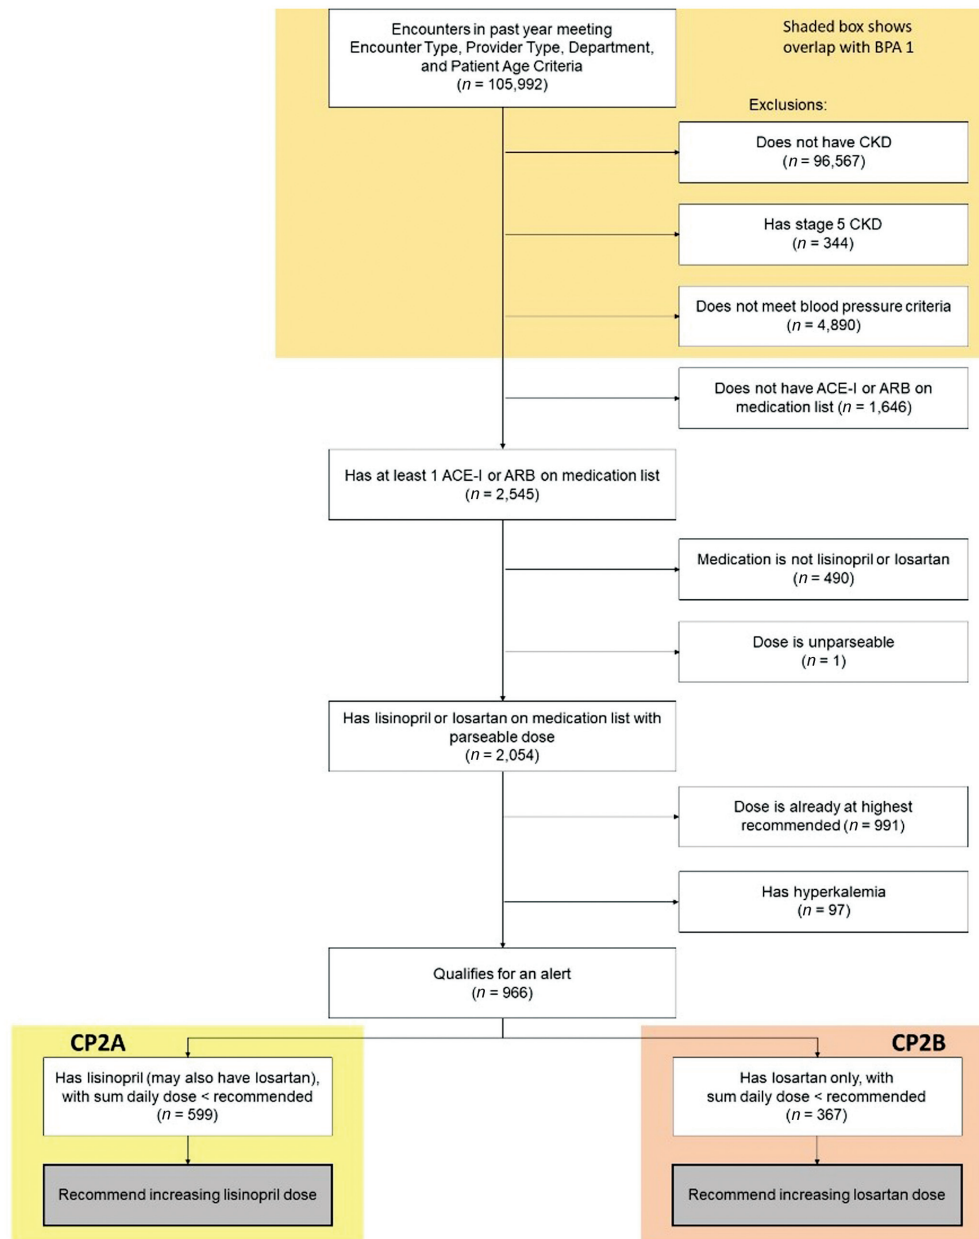 Encounters in past year meeting
Encounter Type, Provider Type, Department,
and Patient Age Criteria
(n = 105,992)
Shaded box shows
overlap with BPA 1
Exclusions:
Does not have CKD
(n = 96,567)
Has stage 5 CKD
(n = 344)
Does not meet blood pressure criteria
(n = 4,890)
Does not have ACE-I or ARB on
medication list (n = 1,646)
Has at least 1 ACE-I or ARB on medication list
(n = 2,545)
Medication is not lisinopril or losartan
(n = 490)
Dose is unparseable
(n = 1)
Has lisinopril or losartan on medication list with
parseable dose
(n = 2,054)
Dose is already at highest
recommended (n = 991)
Has hyperkalemia
(n = 97)
Qualifies for an alert
(n = 966)
CP2A
Has lisinopril (may also have losartan),
with sum daily dose < recommended
(n = 599)
Recommend increasing lisinopril dose
CP2B
Has losartan only, with
sum daily dose < recommended
(n = 367)
Recommend increasing losartan dose